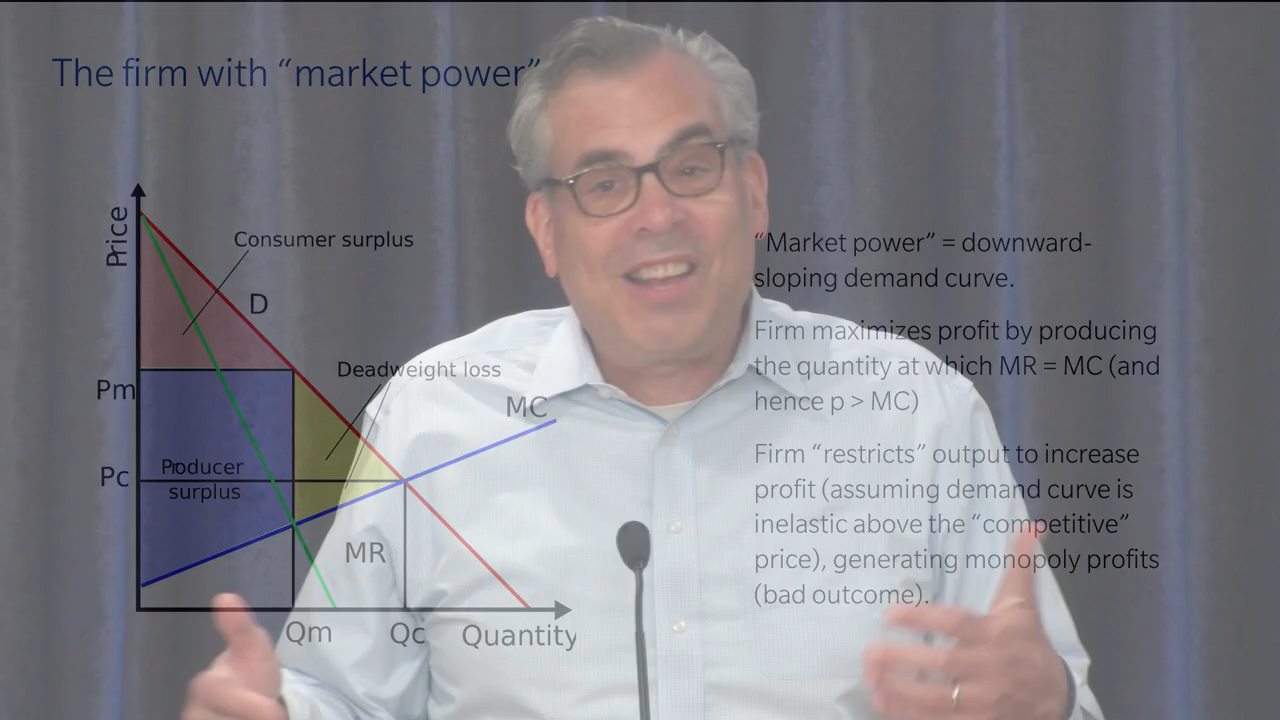 The firm with “market power”
Price
Consumer surplus
D
Deadweight loss
Pm
MC
Pc
Producer
surplus
MR
Qm
Qc
Quantity
“Market power” = downward-
sloping demand curve.
Firm maximizes profit by producing
the quantity at which MR = MC (and
hence p > MC)
Firm “restricts” output to increase
profit (assuming demand curve is
inelastic above the “competitive”
price), generating monopoly profits
(bad outcome).